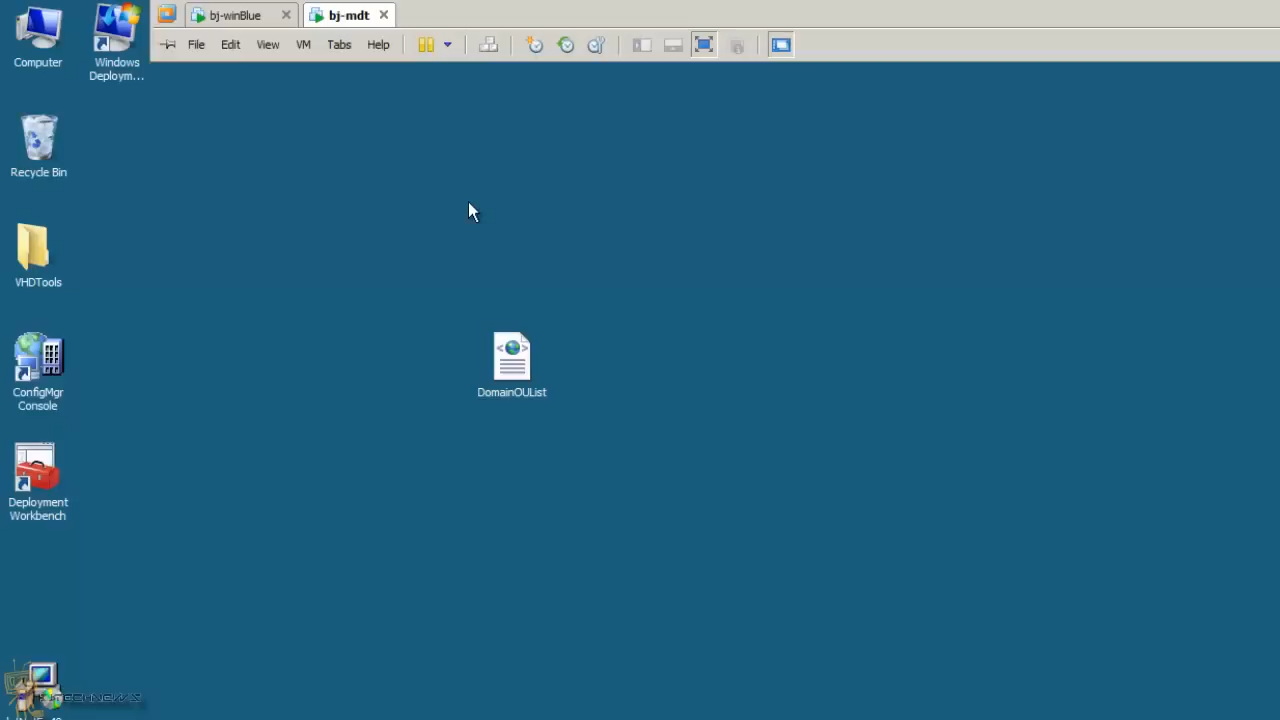 bj-winBlue
bj-mdt
File Edit View VM Tabs Help
Computer
Windows
Deploym...
Recycle Bin
VHDTools
DomainOUList
ConfigMgr
Console
Deployment
Workbench